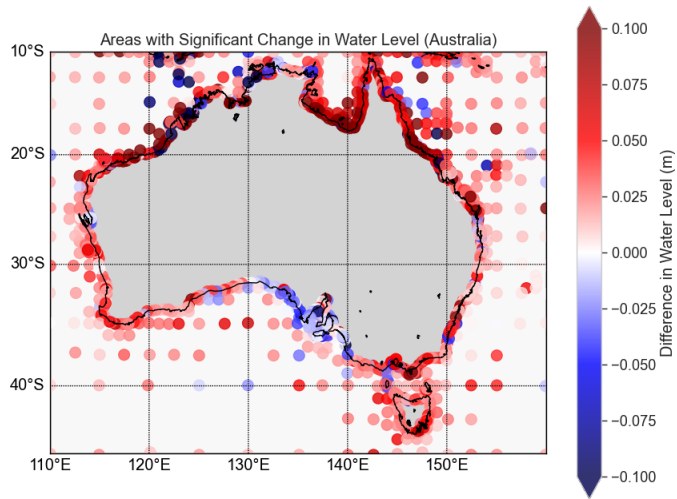 Areas with Significant Change in Water Level (Australia)
10°S
20°S
30°S
40°S
110°E 120°E 130°E 140°E 150°E
0.100
0.075
0.050
0.025
0.000
−0.025
−0.050
−0.075
−0.100
Difference in Water Level (m)